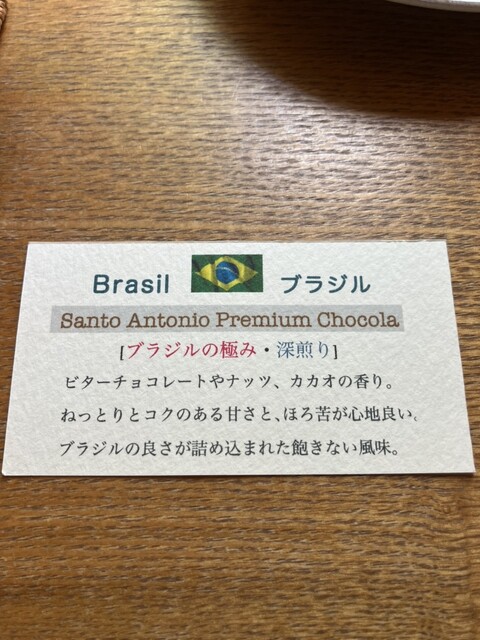 Brasil ブラジル
Santo Antonio Premium Chocola
[ブラジルの極み・深煎り]
ビターチョコレートやナッツ、カカオの香り。
ねっとりとコクのある甘さと、ほろ苦が心地良い。
ブラジルの良さが詰め込まれた飽きない風味。